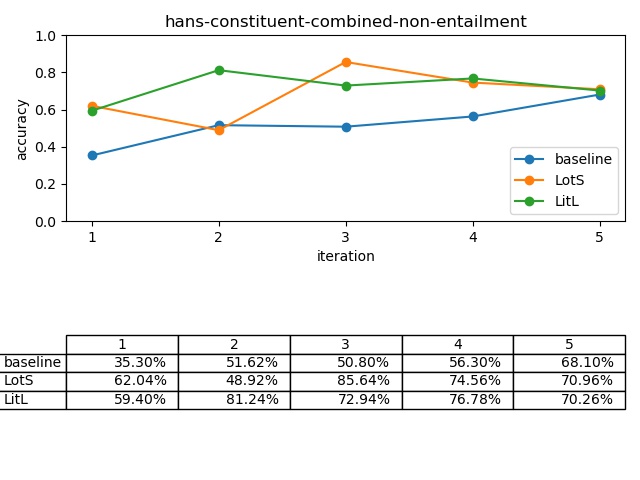 hans-constituent-combined-non-entailment
1.0
0.8
0.6
0.4
0.2
0.0
accuracy
1 2 3 4 5
iteration
baseline
LotS
LitL
1 2 3 4 5
baseline 35.30% 51.62% 50.80% 56.30% 68.10%
LotS 62.04% 48.92% 85.64% 74.56% 70.96%
LitL 59.40% 81.24% 72.94% 76.78% 70.26%